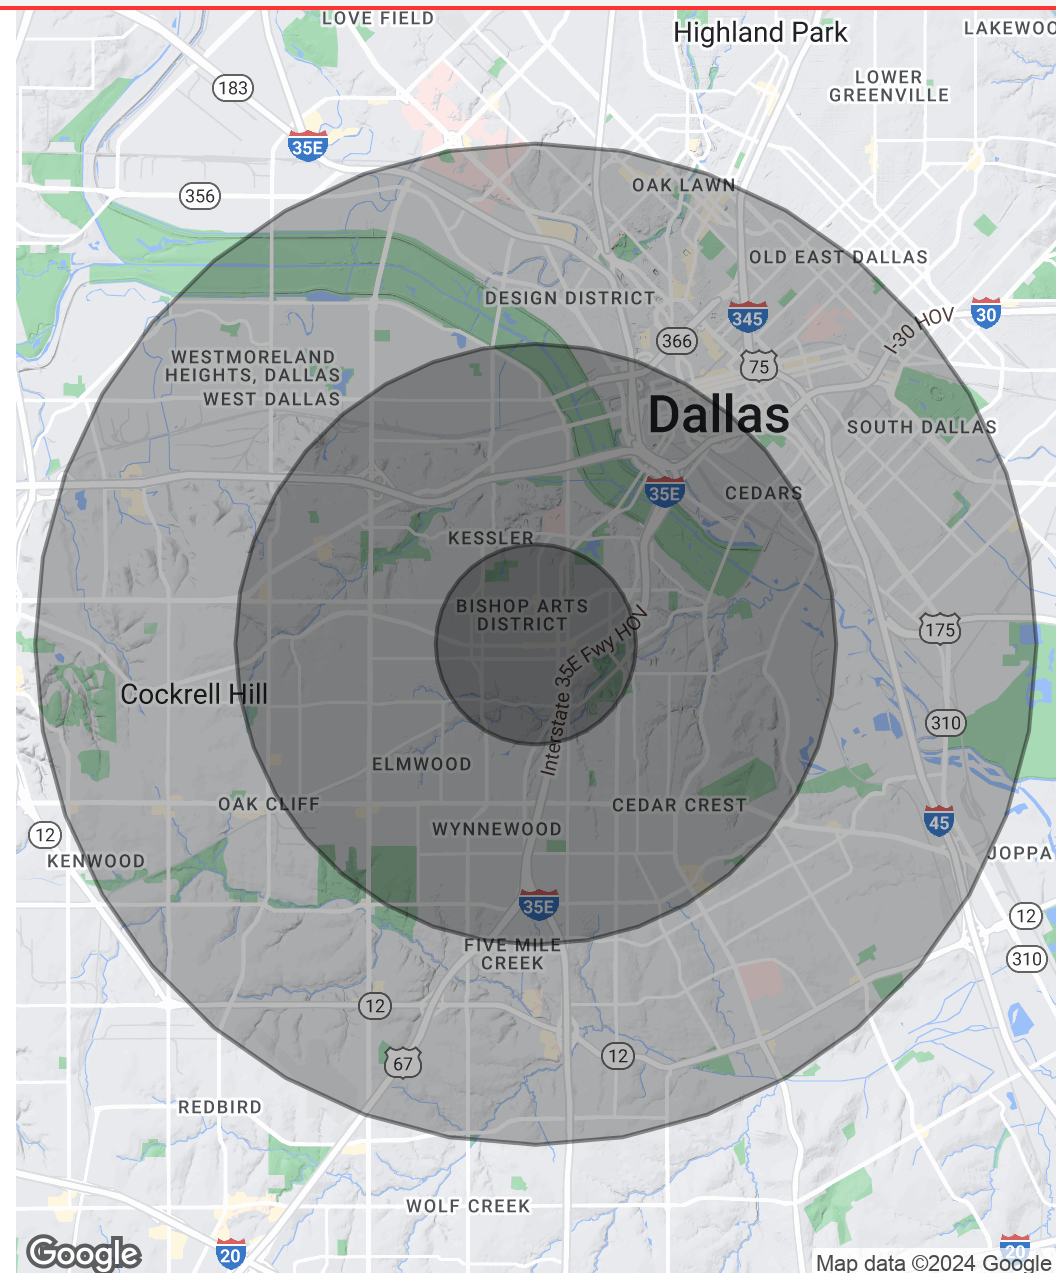 LOVE FIELD
Highland Park
LAKEWOO
LOWER
GREENVILLE
183
35E
356
OAK LAWN
OLD EAST DALLAS
DESIGN DISTRICT
345
30
I-30 HOV
366
75
WESTMORELAND
HEIGHTS, DALLAS
WEST DALLAS
Dallas
SOUTH DALLAS
35E
CEDARS
KESSLER
BISHOP ARTS
DISTRICT
Interstate 35E Fwy HOV
175
Cockrell Hill
310
ELMWOOD
OAK CLIFF
CEDAR CREST
WYNNEWOOD
45
12
KENWOOD
JOPPA
35E
12
FIVE MILE
CREEK
310
12
67
12
REDBIRD
WOLF CREEK
20
20
Google
Map data ©2024 Google